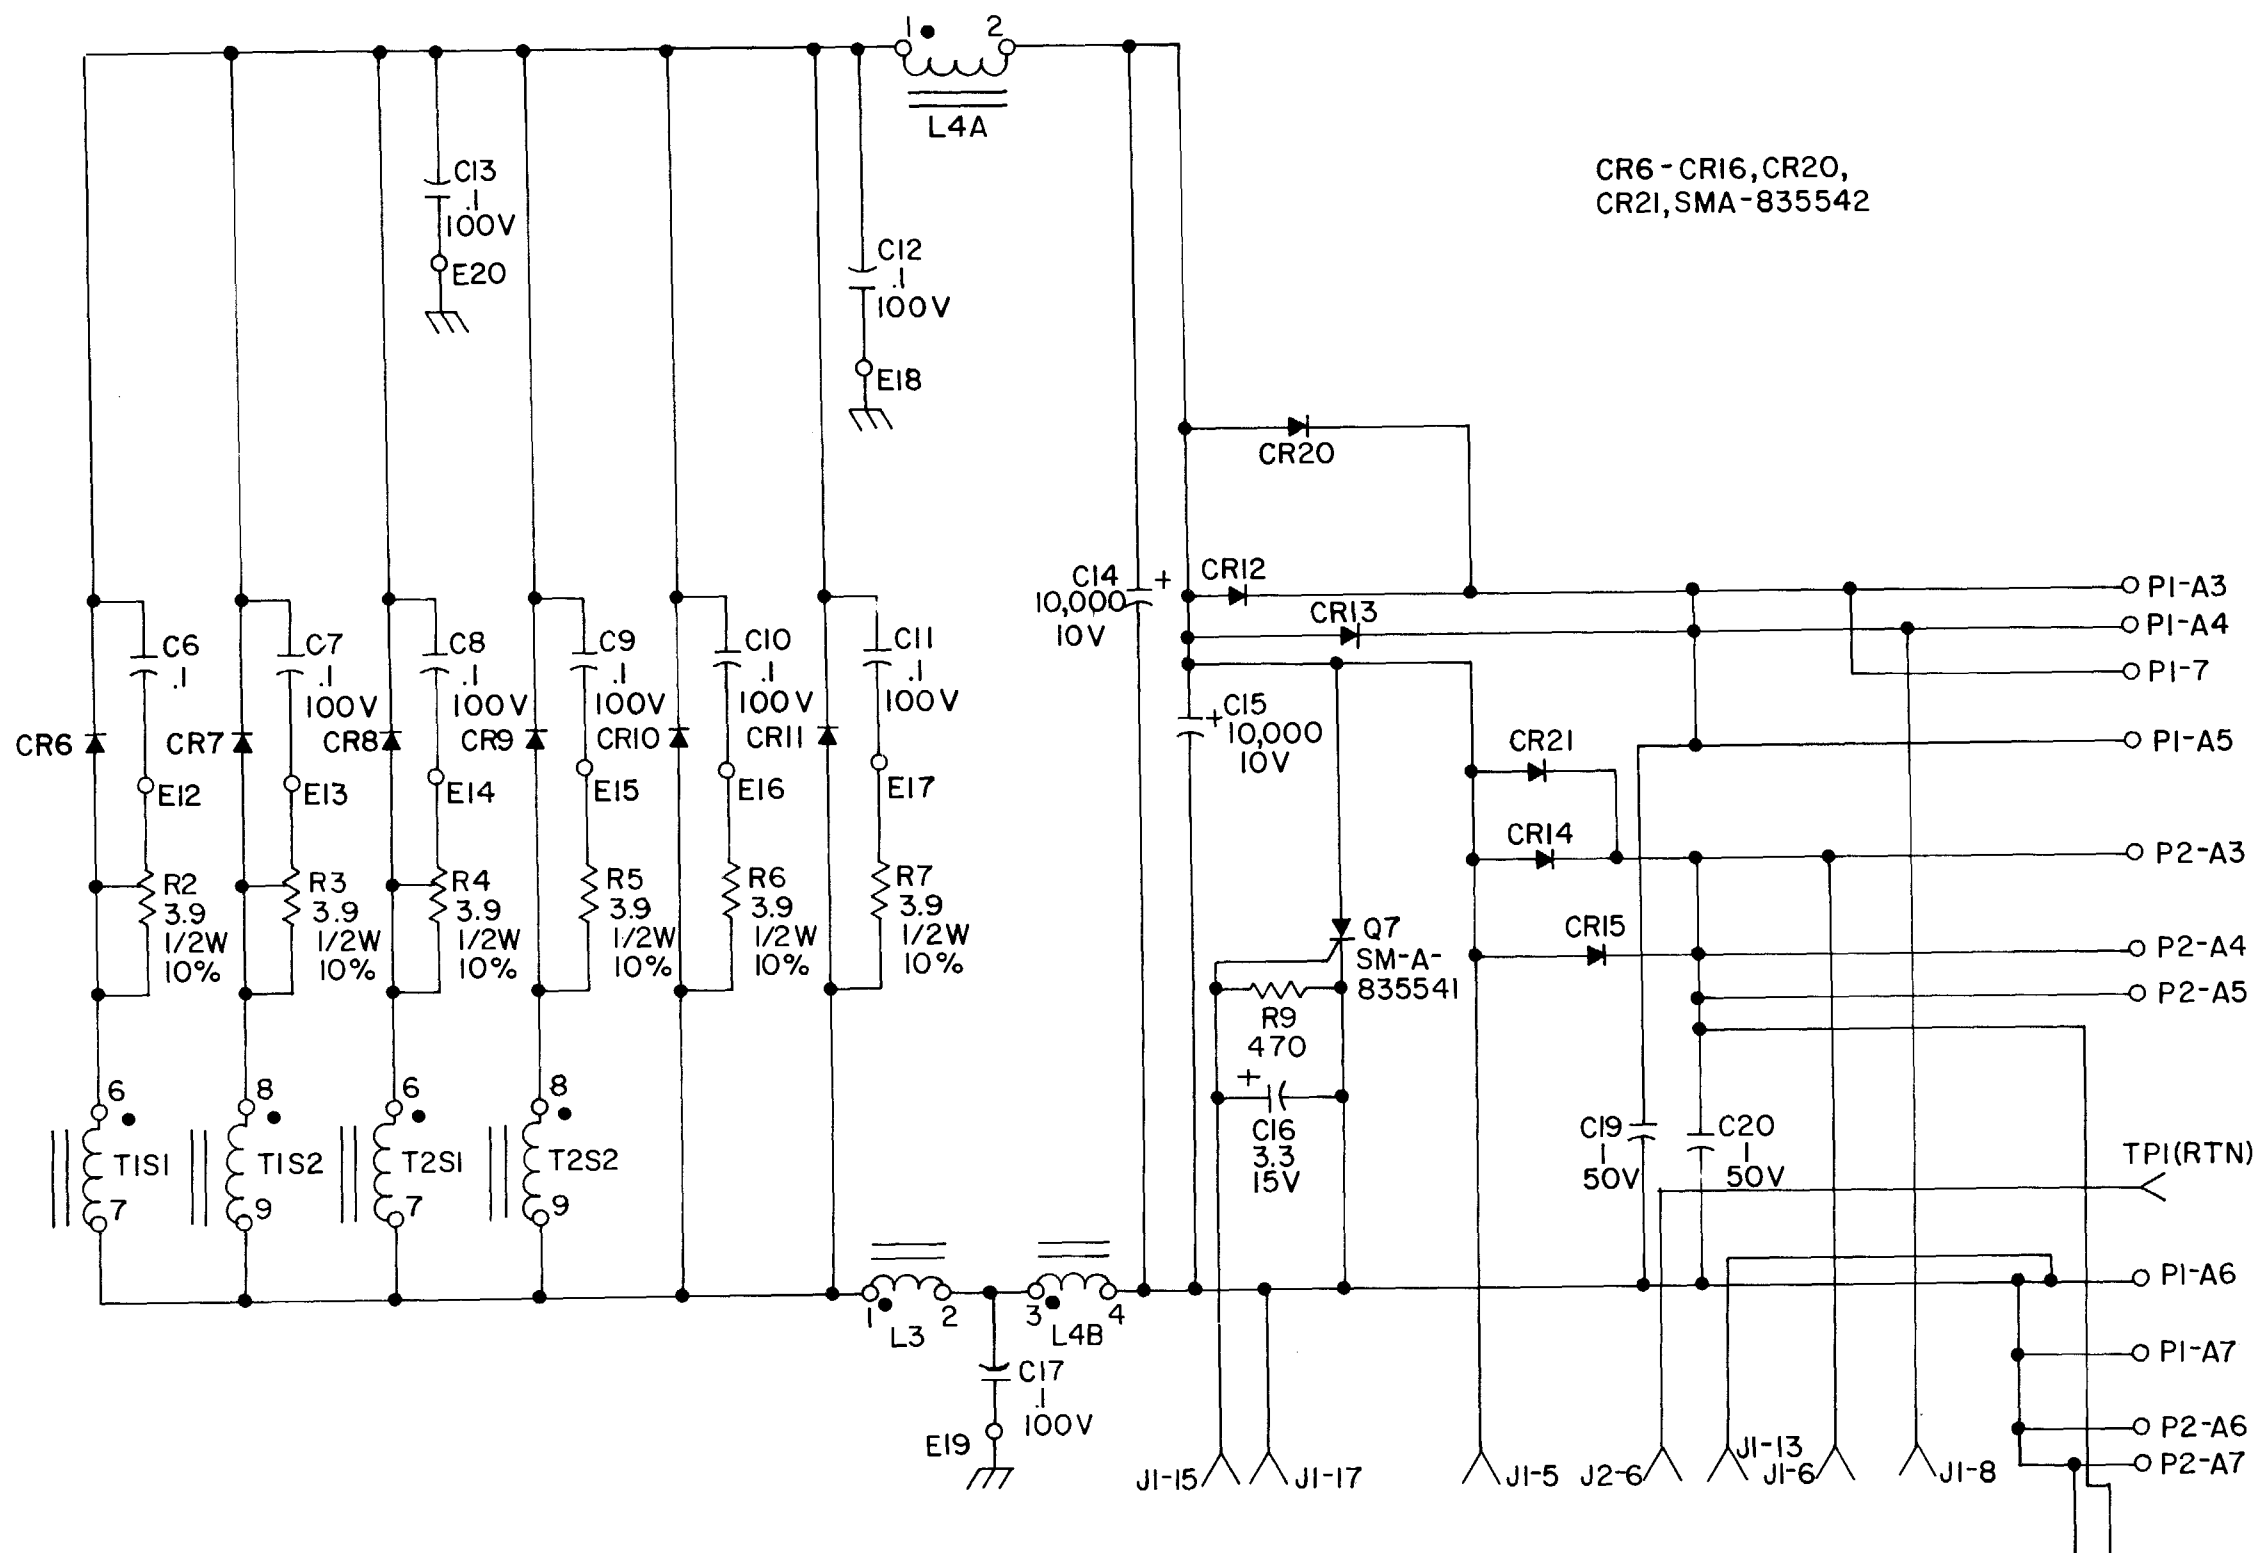 1 2
L4A
C13
.1
100V
E20
C12
.1
100V
E18
CR6-CR16, CR20,
CR21, SMA-835542
CR20
C14 +
10,000
10V
CR12
CR13
P1-A3
P1-A4
P1-7
P1-A5
C6
.1
C7
.1
100V
C8
.1
100V
C9
.1
100V
C10
.1
100V
C11
.1
100V
+C15
10,000
10V
CR6
CR7
CR8
CR9
CR10
CR11
CR21
CR14
CR15
E12
E13
E14
E15
E16
E17
P2-A3
P2-A4
P2-A5
R2
3.9
1/2W
10%
R3
3.9
1/2W
10%
R4
3.9
1/2W
10%
R5
3.9
1/2W
10%
R6
3.9
1/2W
10%
R7
3.9
1/2W
10%
Q7
SM-A-
835541
R9
470
+
C16
3.3
15V
C19
1
50V
C20
1
50V
TP1(RTN)
6
T1S1
7
8
T1S2
9
6
T2S1
7
8
T2S2
9
1 2
L3
3 4
L4B
C17
.1
100V
E19
P1-A6
P1-A7
P2-A6
P2-A7
J1-15
J1-17
J1-5
J2-6
J1-13
J1-6
J1-8